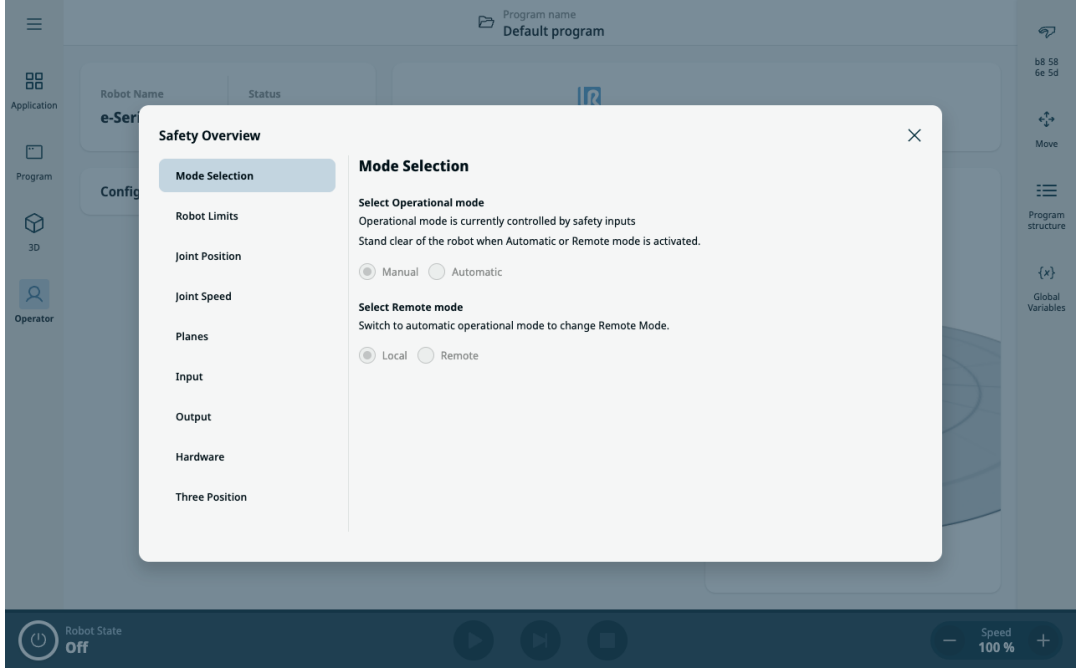 Program name
Default program
Application
Program
3D
Operator
Robot Name
Status
e-Seri
Config
Safety Overview
Mode Selection
Robot Limits
Joint Position
Joint Speed
Planes
Input
Output
Hardware
Three Position
Mode Selection
Select Operational mode
Operational mode is currently controlled by safety inputs
Stand clear of the robot when Automatic or Remote mode is activated.
Manual Automatic
Select Remote mode
Switch to automatic operational mode to change Remote Mode.
Local Remote
b8 58
6e 5d
Move
Program
structure
{x}
Global
Variables
Robot State
Off
Speed
100 %